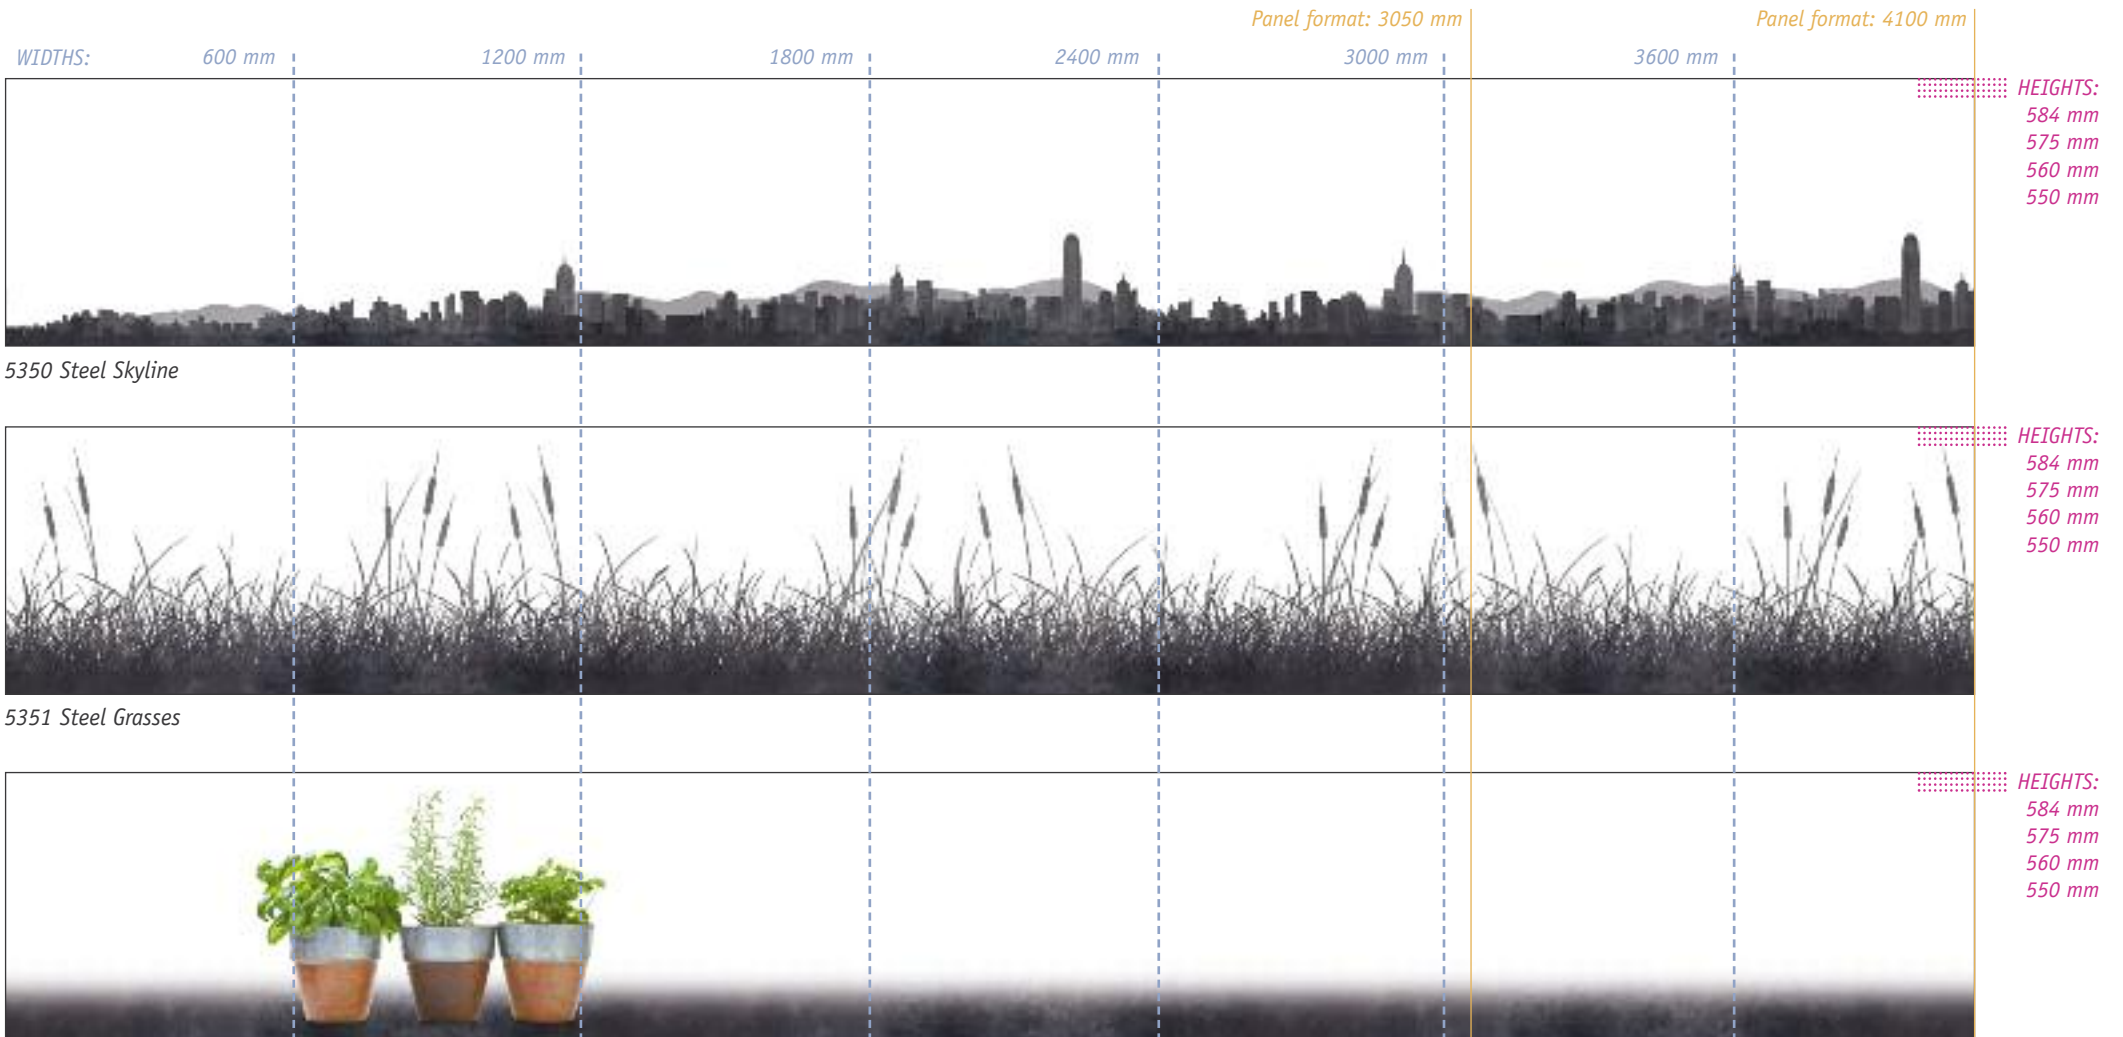 Panel format: 3050 mm
Panel format: 4100 mm
WIDTHS:
600 mm
1200 mm
1800 mm
2400 mm
3000 mm
3600 mm
HEIGHTS:
584 mm
575 mm
560 mm
550 mm
5350 Steel Skyline
HEIGHTS:
584 mm
575 mm
560 mm
550 mm
5351 Steel Grasses
HEIGHTS:
584 mm
575 mm
560 mm
550 mm